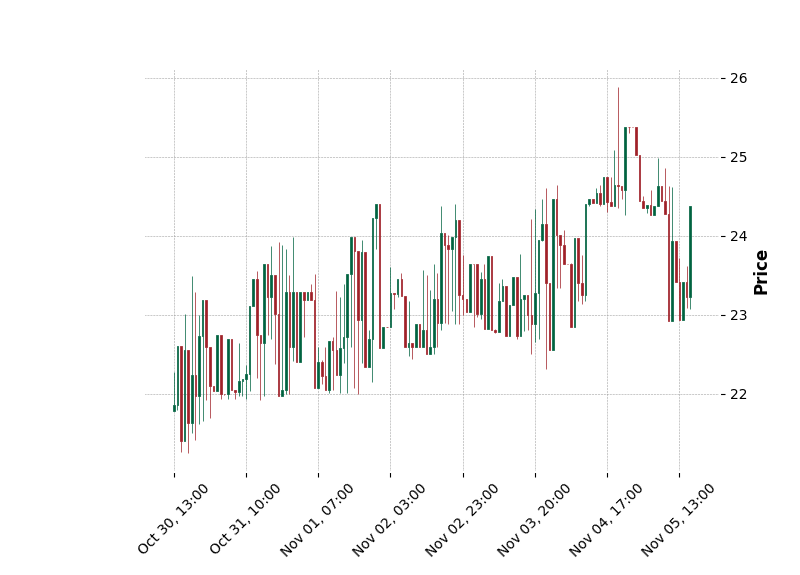 26
25
24
23
22
Price
Oct 30, 13:00
Oct 31, 10:00
Nov 01, 07:00
Nov 02, 03:00
Nov 02, 23:00
Nov 03, 20:00
Nov 04, 17:00
Nov 05, 13:00